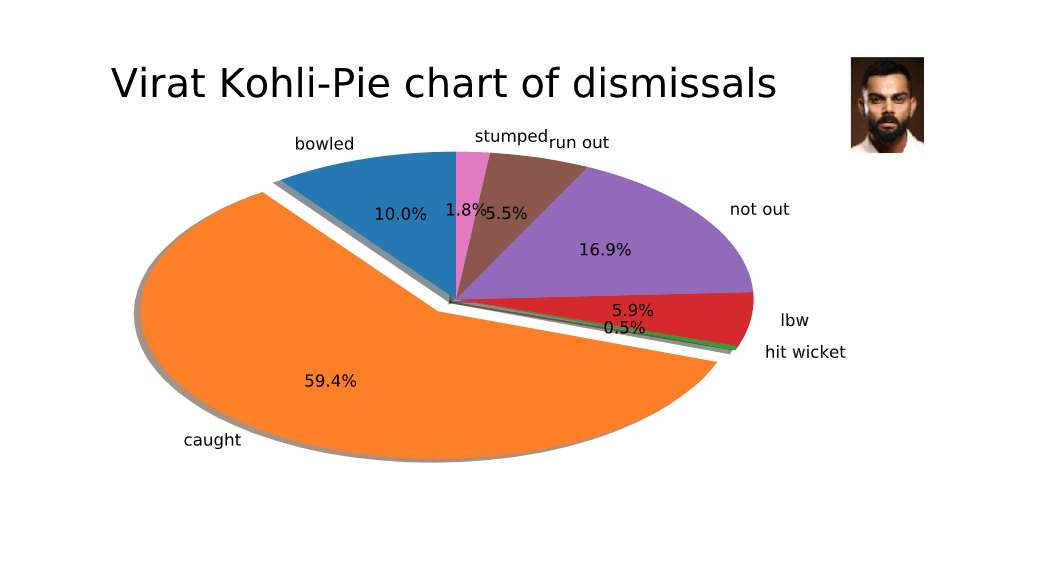 Virat Kohli-Pie chart of dismissals
stumped
bowled
run out
not out
1.8%
5.5%
10.0%
16.9%
5.9%
lbw
0.5%
hit wicket
59.4%
caught